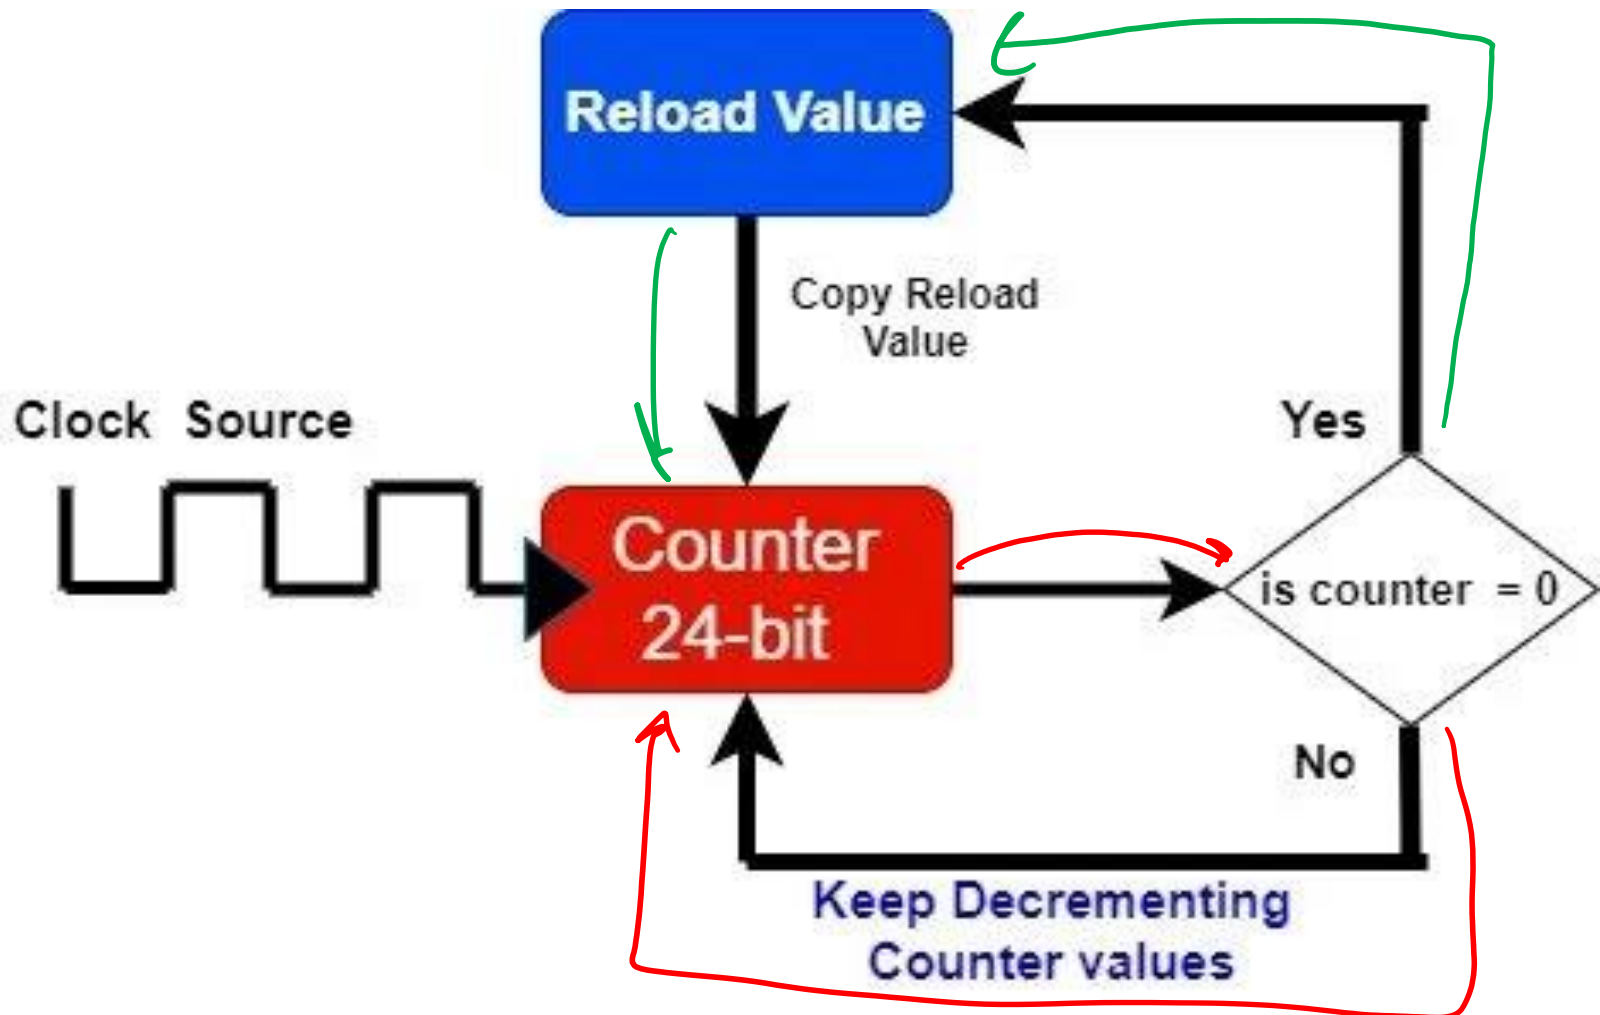 Reload Value
Copy Reload
Value
Clock Source
Yes
Counter
24-bit
is counter = 0
No
Keep Decrementing
Counter values